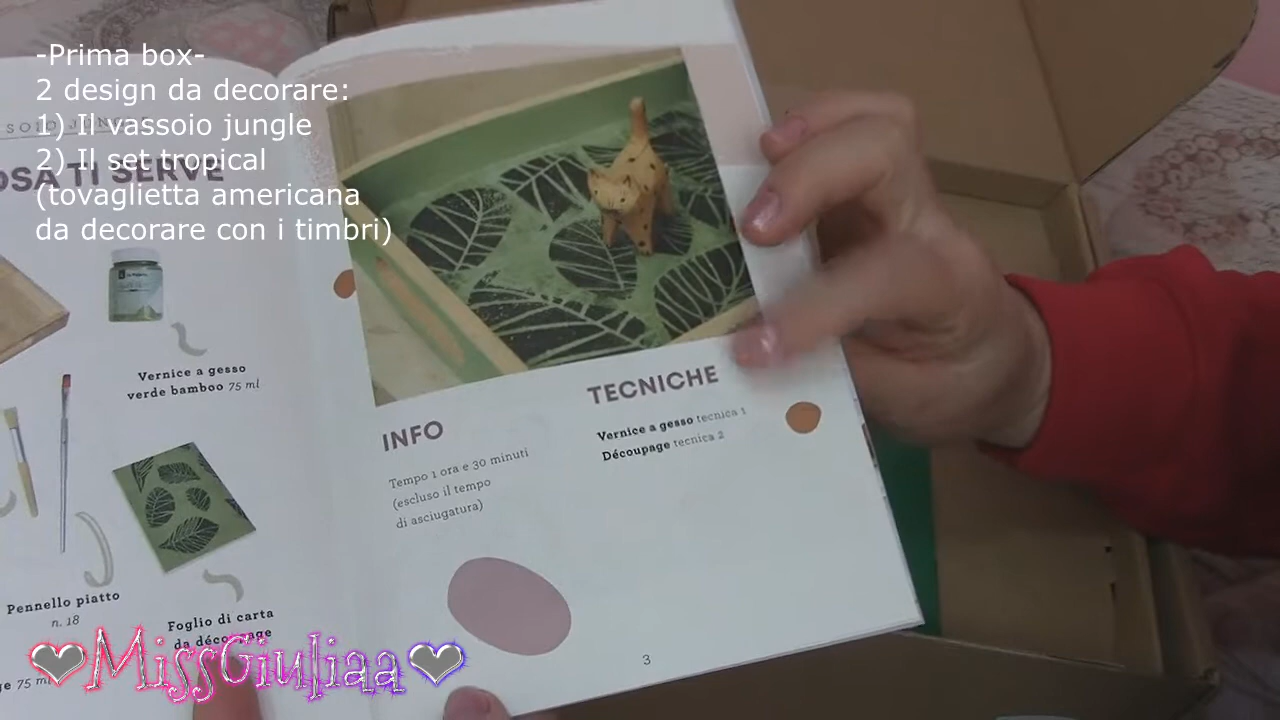 -Prima box-
2 design da decorare:
1) Il vassoio jungle
2) Il set tropical
(tovaglietta americana
da decorare con i timbri)
TI SERVE
Vernice a gesso
verde bamboo 75 ml
Pennello piatto
n. 18
Foglio di carta
da découpage
75 ml
INFO
Tempo 1 ora e 30 minuti
(escluso il tempo
di asciugatura)
TECNICHE
Vernice a gesso tecnica 1
Découpage tecnica 2
3
MissGiuliaa